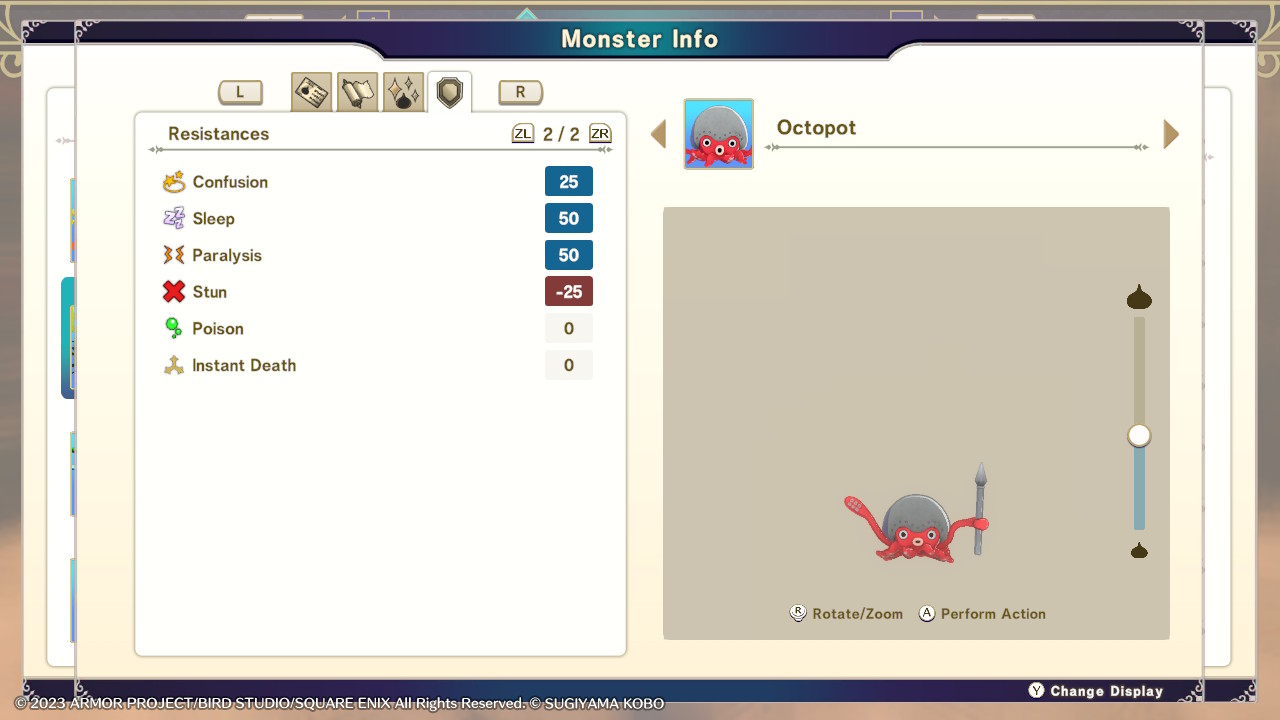 Monster Info
L
R
Resistances
ZL 2 / 2 ZR
Confusion 25
Sleep 50
Paralysis 50
Stun -25
Poison 0
Instant Death 0
Octopot
R Rotate/Zoom A Perform Action
Y Change Display
© 2023 ARMOR PROJECT/BIRD STUDIO/SQUARE ENIX All Rights Reserved. © SUGIYAMA KOBO